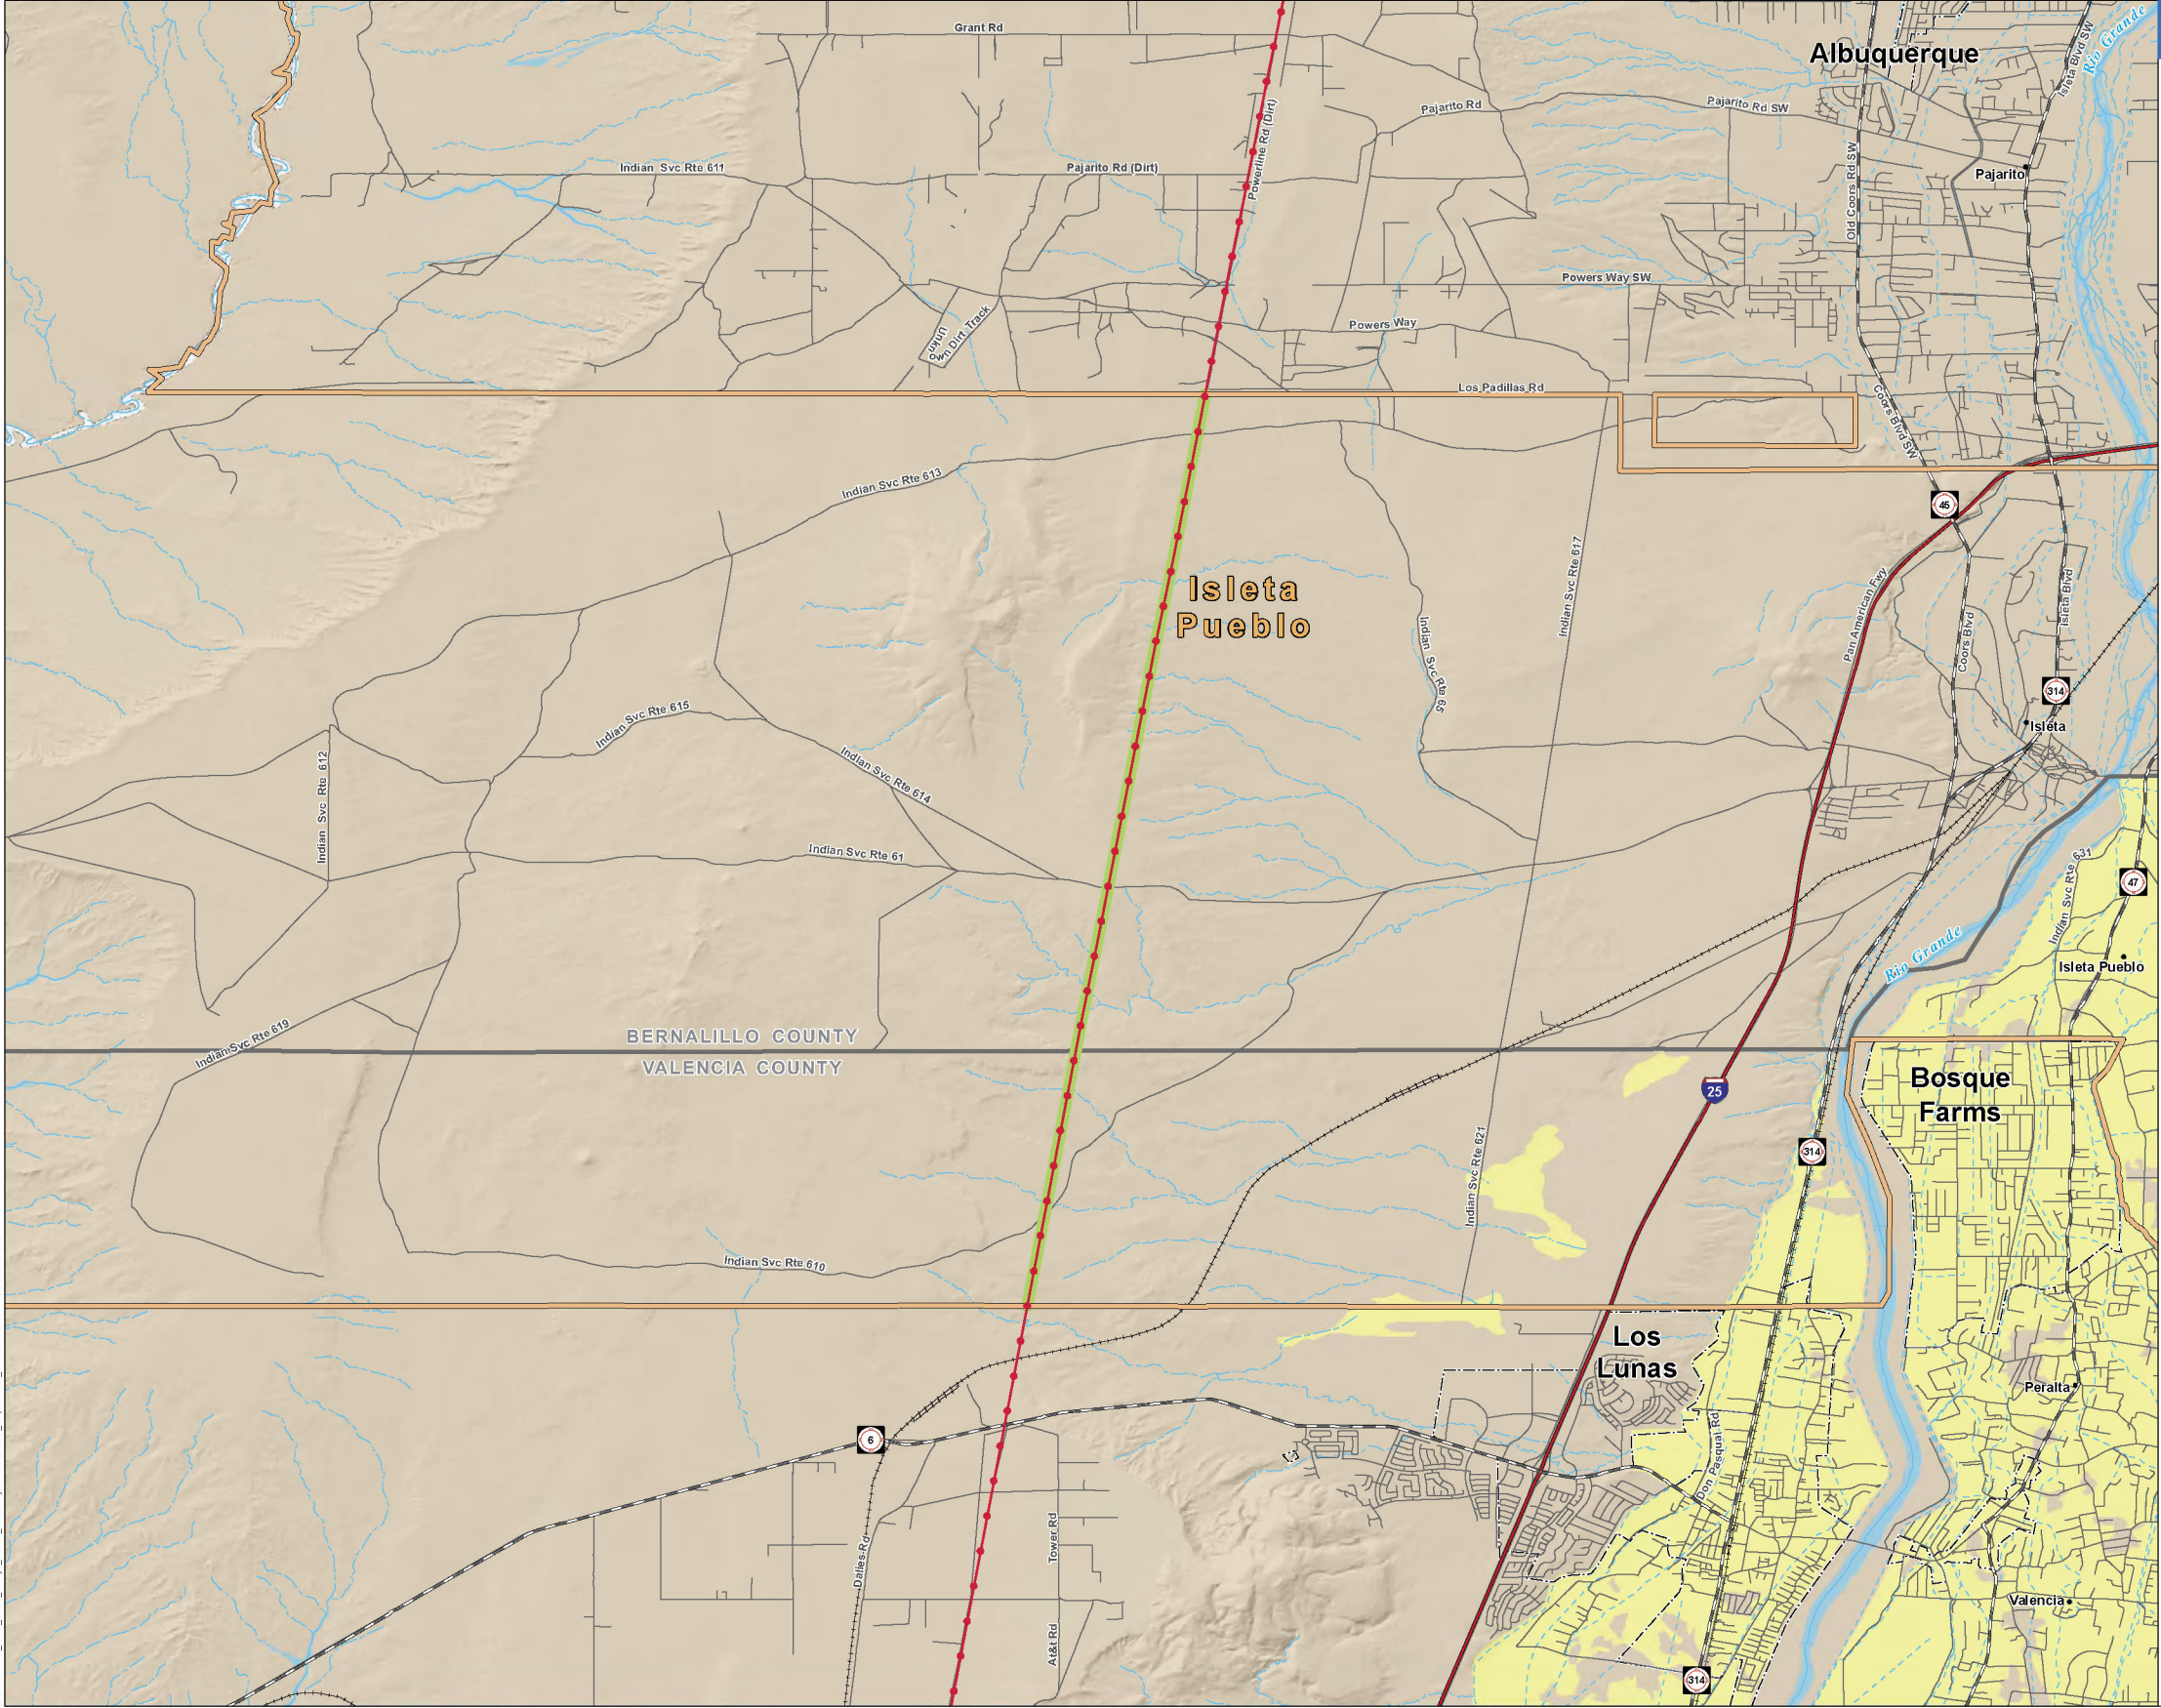 Grant Rd
Albuquerque
Isleta Blvd SW
Rio Grande
Powerline Rd (Dirt)
Pajarito Rd
Pajarito Rd SW
Indian Svc Rte 611
Pajarito Rd (Dirt)
Old Coors Rd SW
Pajarito
Powers Way SW
Unkno
wn Dirt Track
Powers Way
Los Padillas Rd
Coors Blvd SW
Indian Svc Rte 613
45
Isleta
Pueblo
Indian Svc Rte 617
Pan American Fwy
Coors Blvd
Isleta Blvd
Indian Svc Rte 65
314
Isleta
Indian Svc Rte 615
Indian Svc Rte 612
Indian Svc Rte 614
Indian Svc Rte 61
Indian Svc Rte 631
47
Rio Grande
Isleta Pueblo
Indian Svc Rte 619
BERNALILLO COUNTY
VALENCIA COUNTY
25
Bosque
Farms
314
Indian Svc Rte 621
Indian Svc Rte 610
Los
Lunas
Peralta
6
Don Pasqual Rd
Dalies Rd
Tower Rd
At&t Rd
Valencia
314